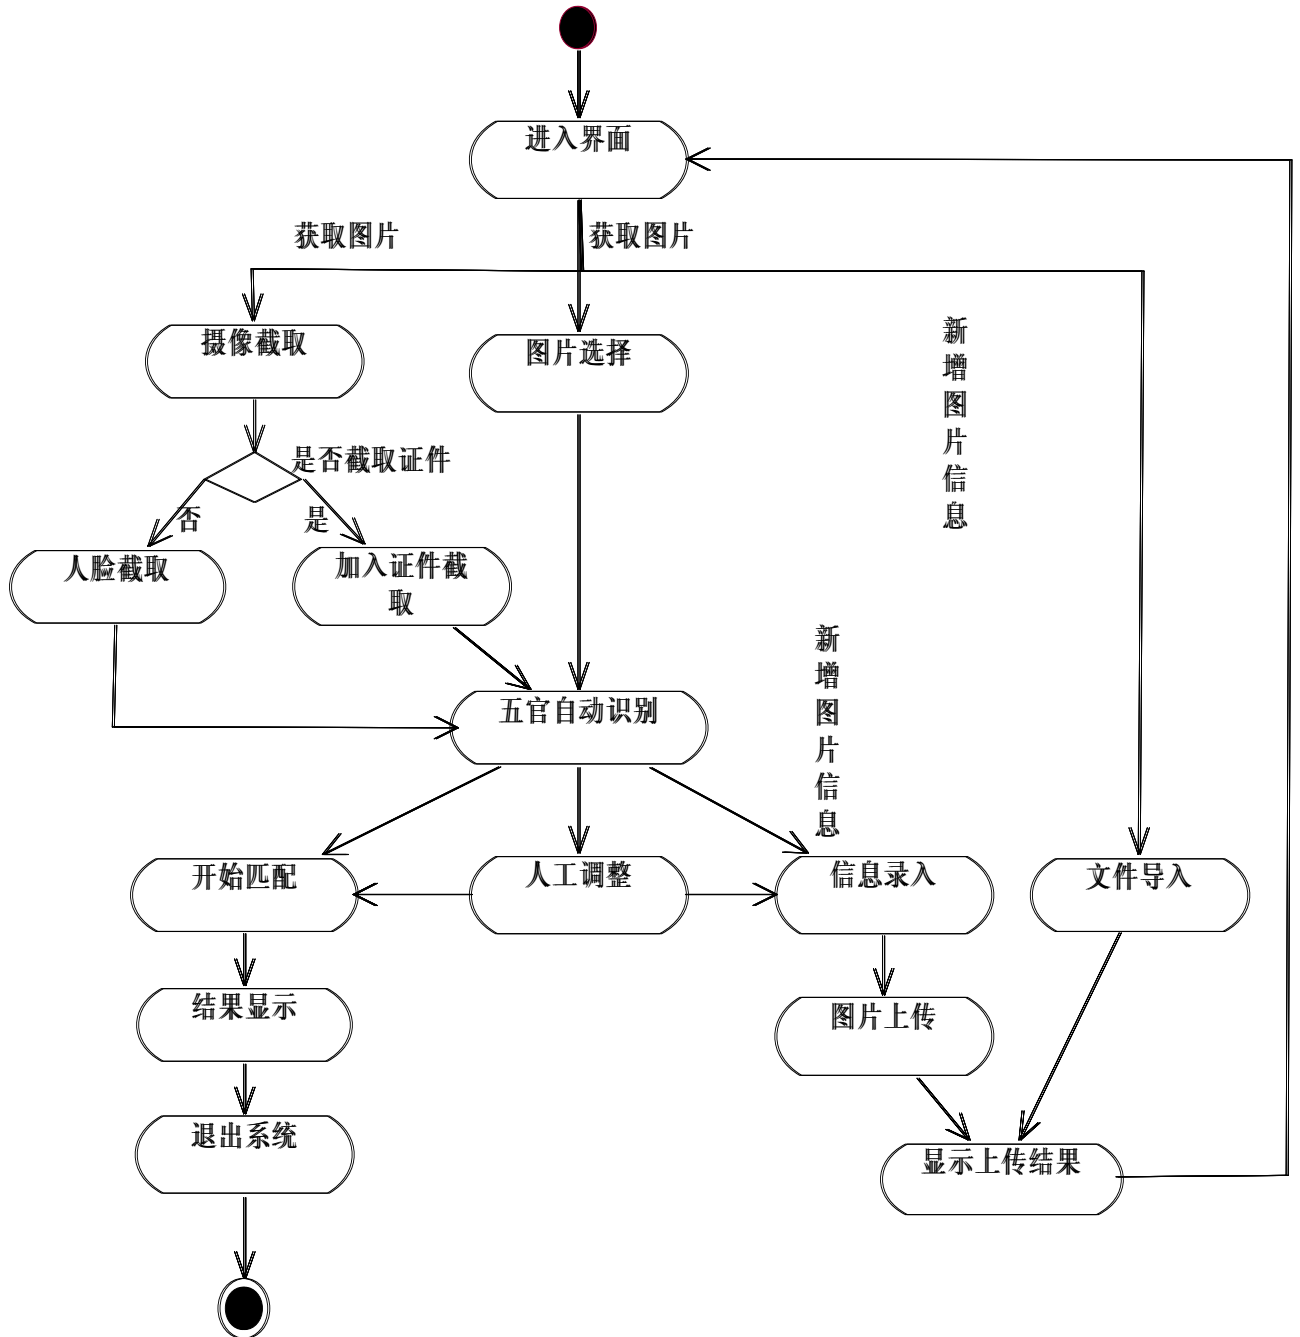 进入界面
获取图片
获取图片
摄像截取
图片选择
新
增
图
片
信
息
是否截取证件
否
是
人脸截取
加入证件截
取
新
增
图
片
信
息
五官自动识别
开始匹配
人工调整
信息录入
文件导入
结果显示
图片上传
退出系统
显示上传结果